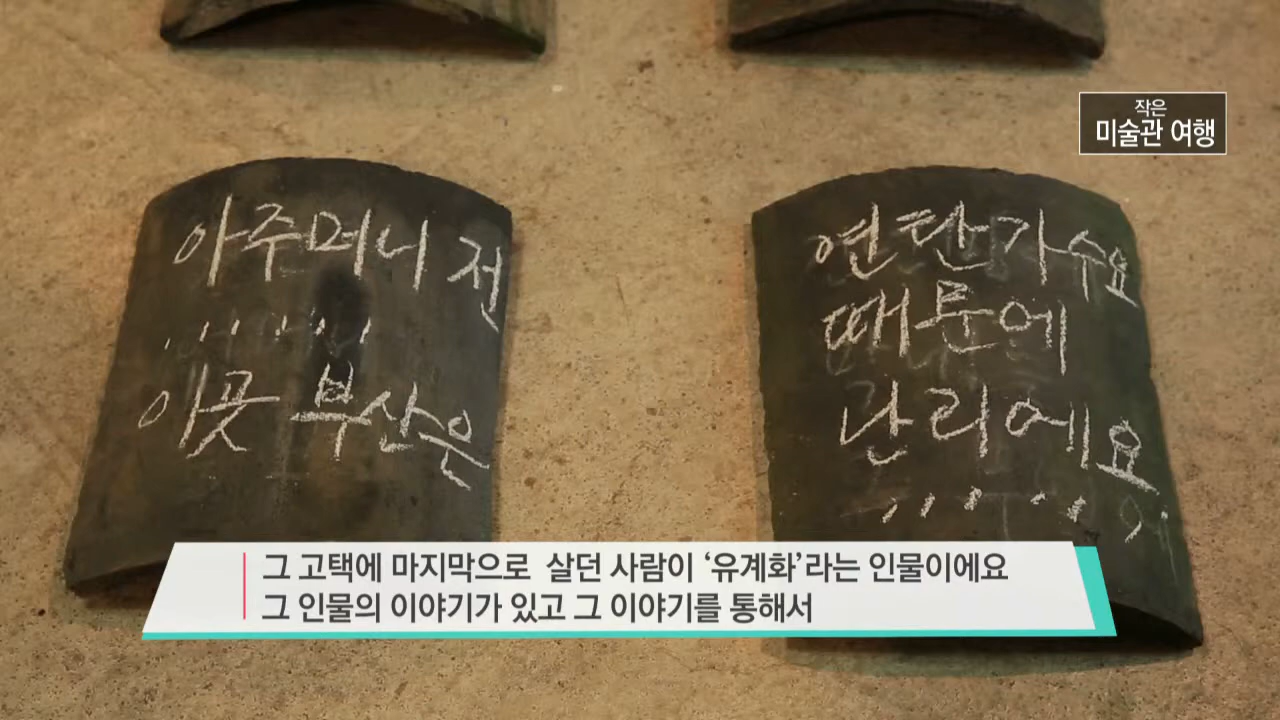 작은
미술관 여행
아주머니 전
......
이곳 부산은
연탄가수요
때문에
난리에요
......
그 고택에 마지막으로 살던 사람이 ‘유계화’라는 인물이에요
그 인물의 이야기가 있고 그 이야기를 통해서